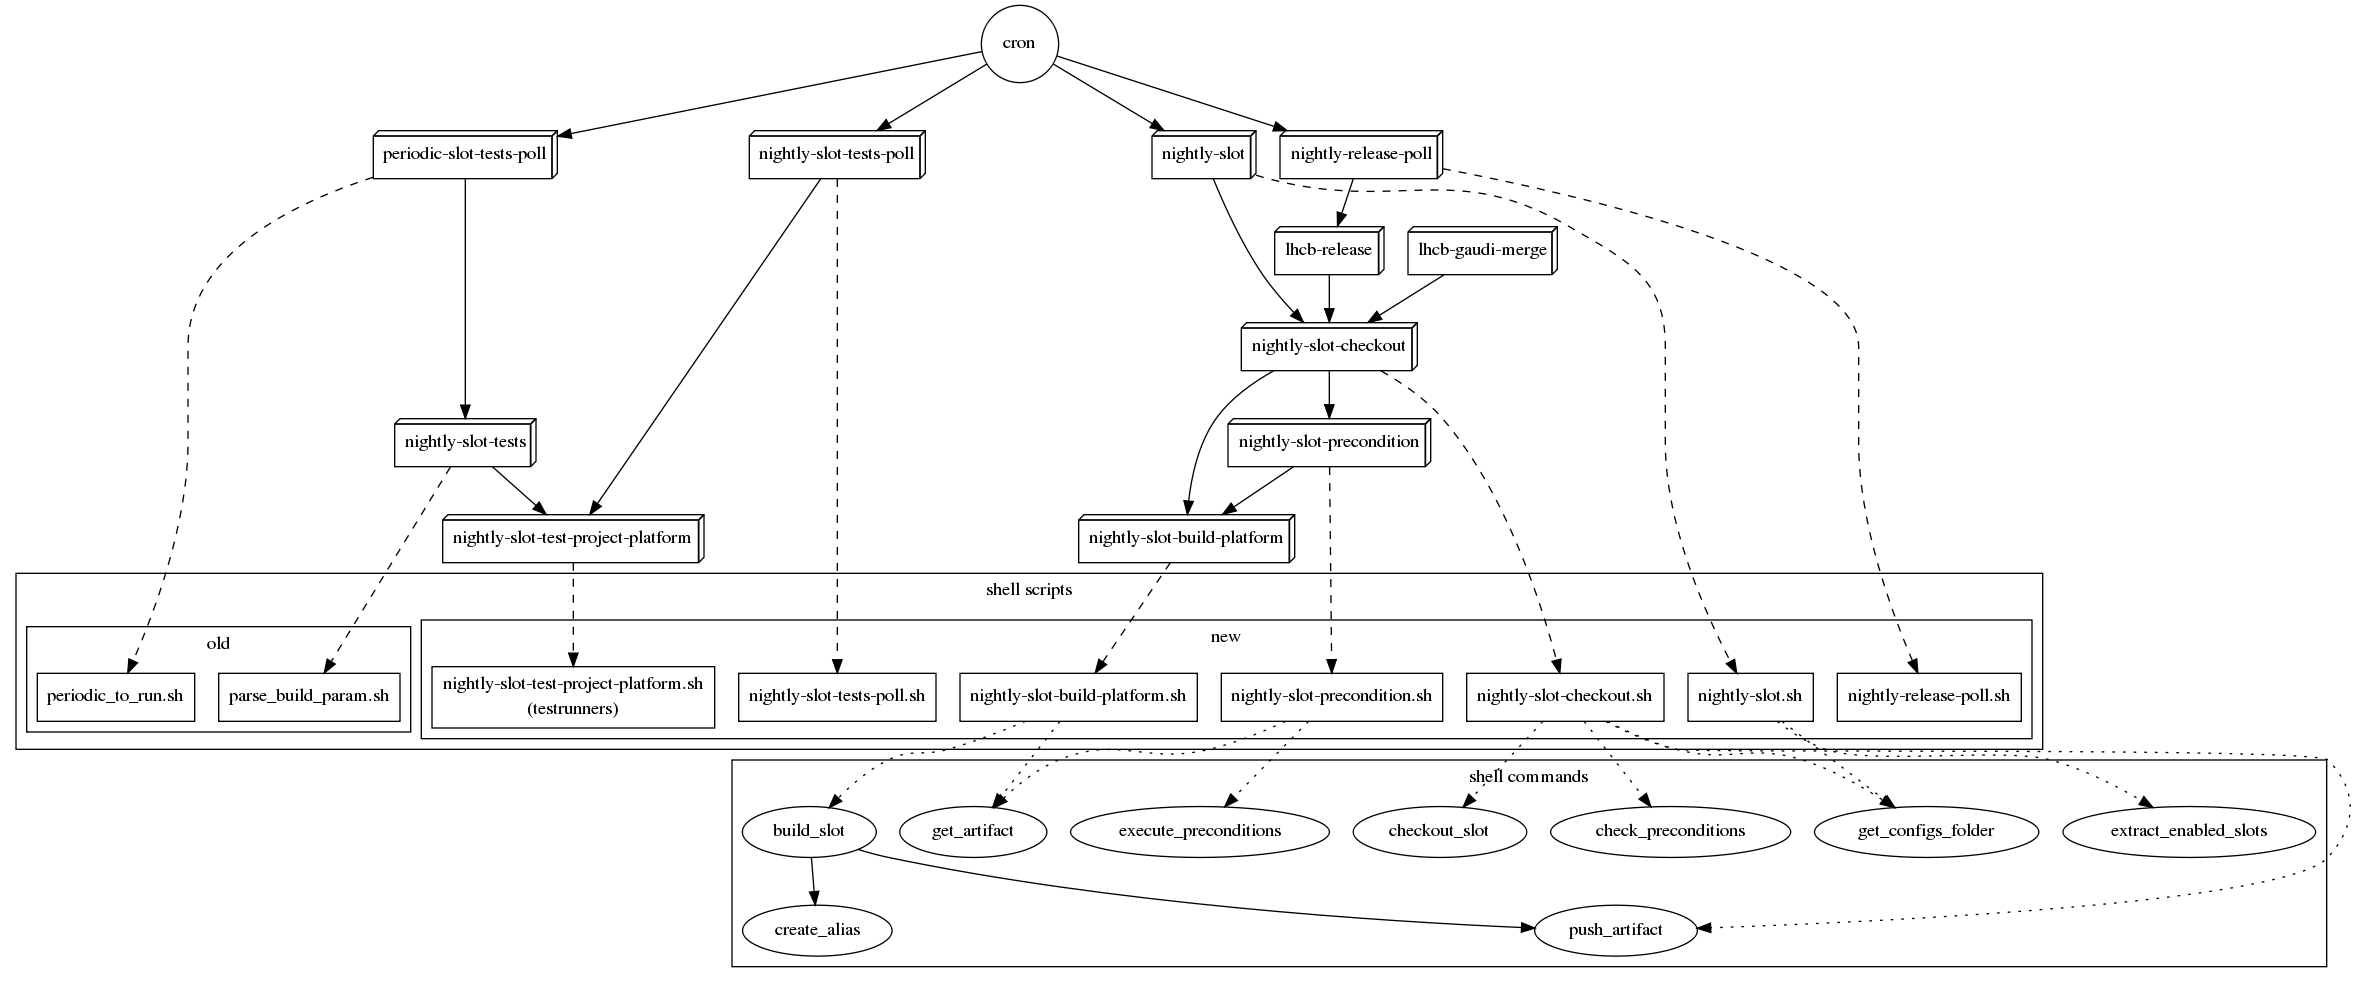 cron
periodic-slot-tests-poll
nightly-slot-tests-poll
nightly-slot
nightly-release-poll
lhcb-release
lhcb-gaudi-merge
nightly-slot-checkout
nightly-slot-tests
nightly-slot-precondition
nightly-slot-test-project-platform
nightly-slot-build-platform
shell scripts
old
new
periodic_to_run.sh
parse_build_param.sh
nightly-slot-test-project-platform.sh
(testrunners)
nightly-slot-tests-poll.sh
nightly-slot-build-platform.sh
nightly-slot-precondition.sh
nightly-slot-checkout.sh
nightly-slot.sh
nightly-release-poll.sh
shell commands
build_slot
get_artifact
execute_preconditions
checkout_slot
check_preconditions
get_configs_folder
extract_enabled_slots
create_alias
push_artifact